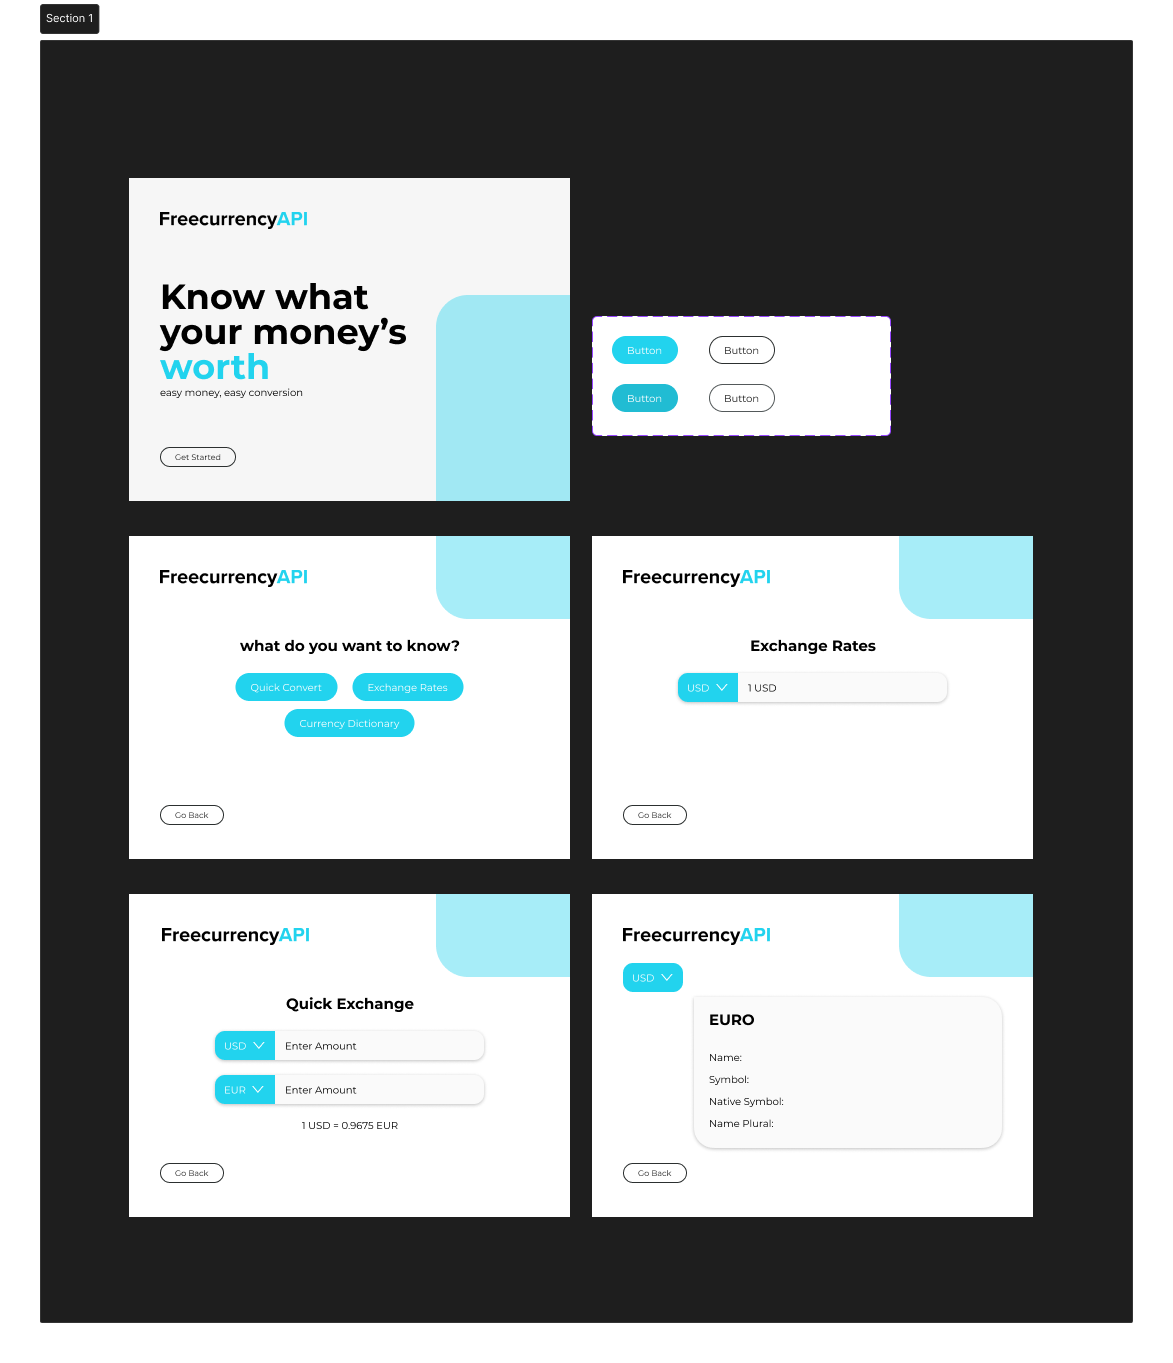 Section 1
FreecurrencyAPI
Know what
your money's
worth
easy money, easy conversion
Get Started
Button
Button
Button
Button
FreecurrencyAPI
what do you want to know?
Quick Convert
Exchange Rates
Currency Dictionary
Go Back
FreecurrencyAPI
Exchange Rates
USD
1 USD
Go Back
FreecurrencyAPI
Quick Exchange
USD
Enter Amount
EUR
Enter Amount
1 USD = 0.9675 EUR
Go Back
FreecurrencyAPI
USD
EURO
Name:
Symbol:
Native Symbol:
Name Plural:
Go Back